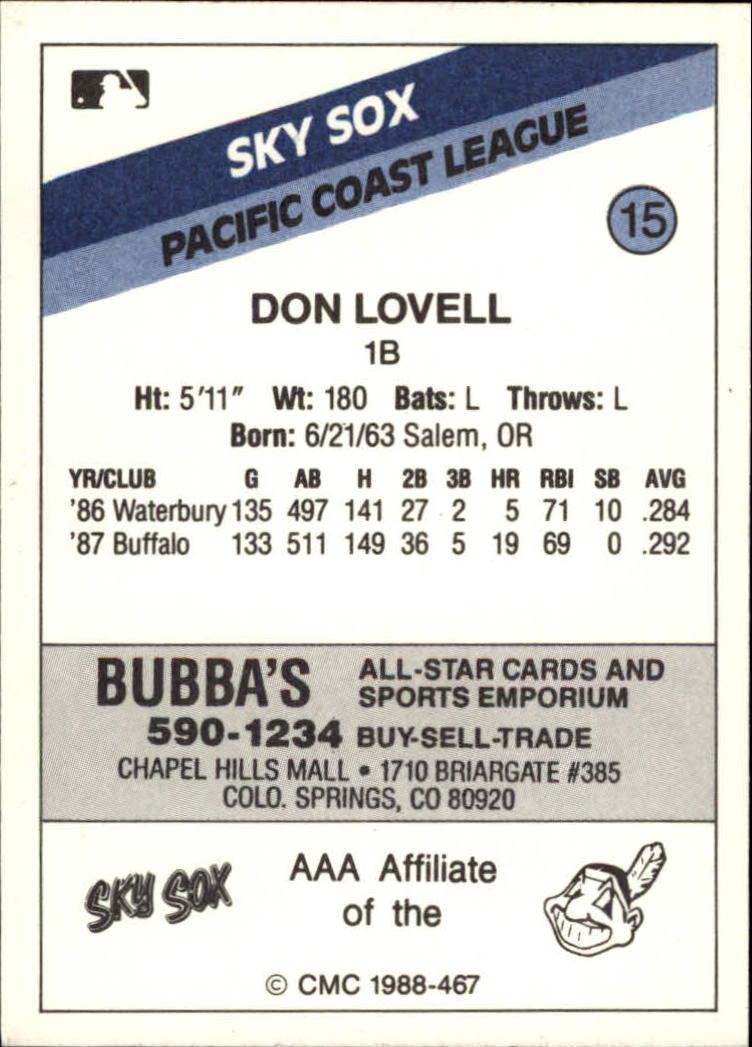 SKY SOX
PACIFIC COAST LEAGUE
15
DON LOVELL
1B
Ht: 5'11" Wt: 180 Bats: L Throws: L
Born: 6/21/63 Salem, OR
YR/CLUB G AB H 2B 3B HR RBI SB AVG
'86 Waterbury 135 497 141 27 2 5 71 10 .284
'87 Buffalo 133 511 149 36 5 19 69 0 .292
BUBBA'S ALL-STAR CARDS AND
SPORTS EMPORIUM
590-1234 BUY-SELL-TRADE
CHAPEL HILLS MALL • 1710 BRIARGATE #385
COLO. SPRINGS, CO 80920
SKY SOX
AAA Affiliate
of the
© CMC 1988-467